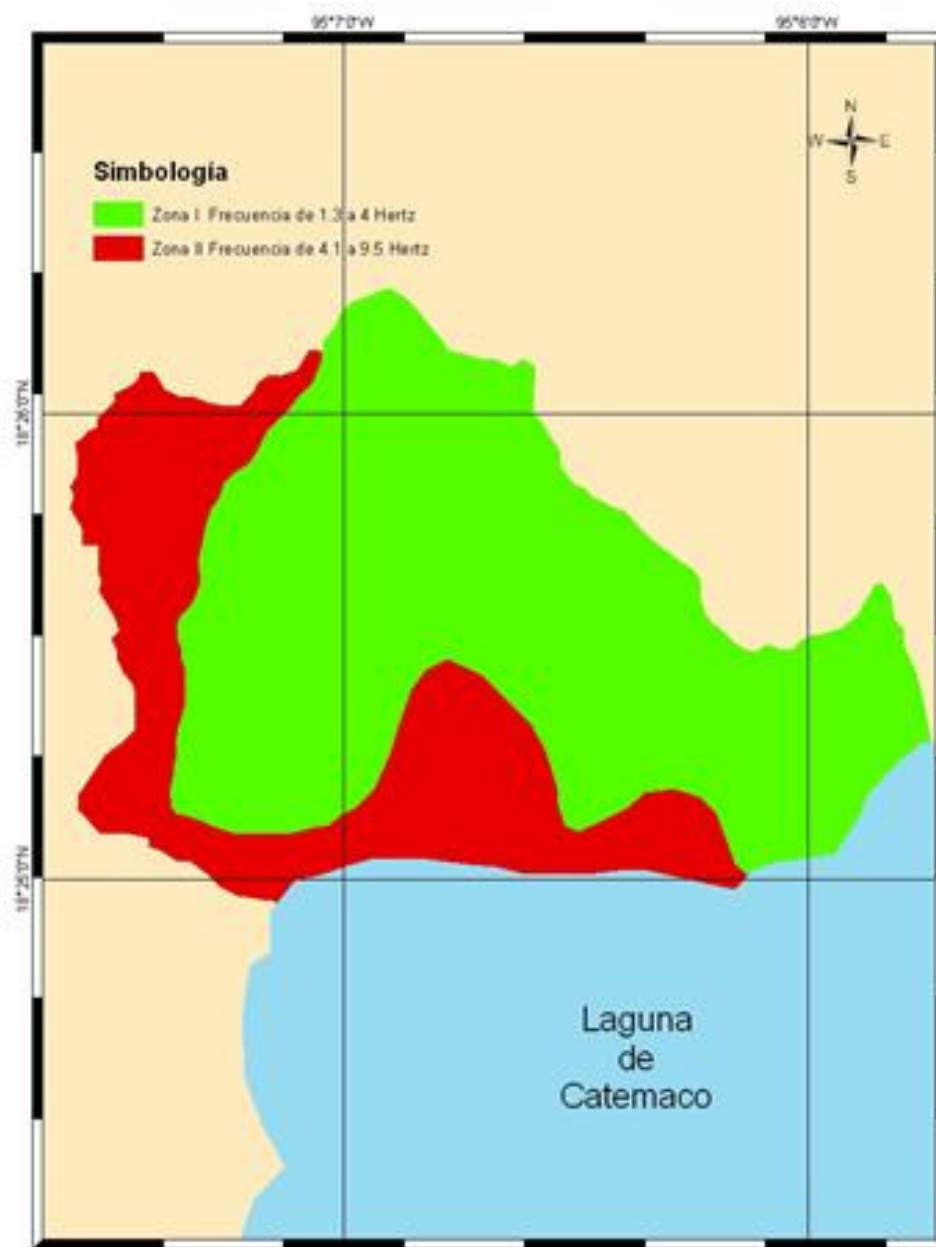 95°7'0"W
95°6'0"W
N
W E
S
Simbología
Zona I Frecuencia de 1.3 a 4 Hertz
Zona II Frecuencia de 4.1 a 9.5 Hertz
18°26'0"N
18°25'0"N
Laguna
de
Catemaco